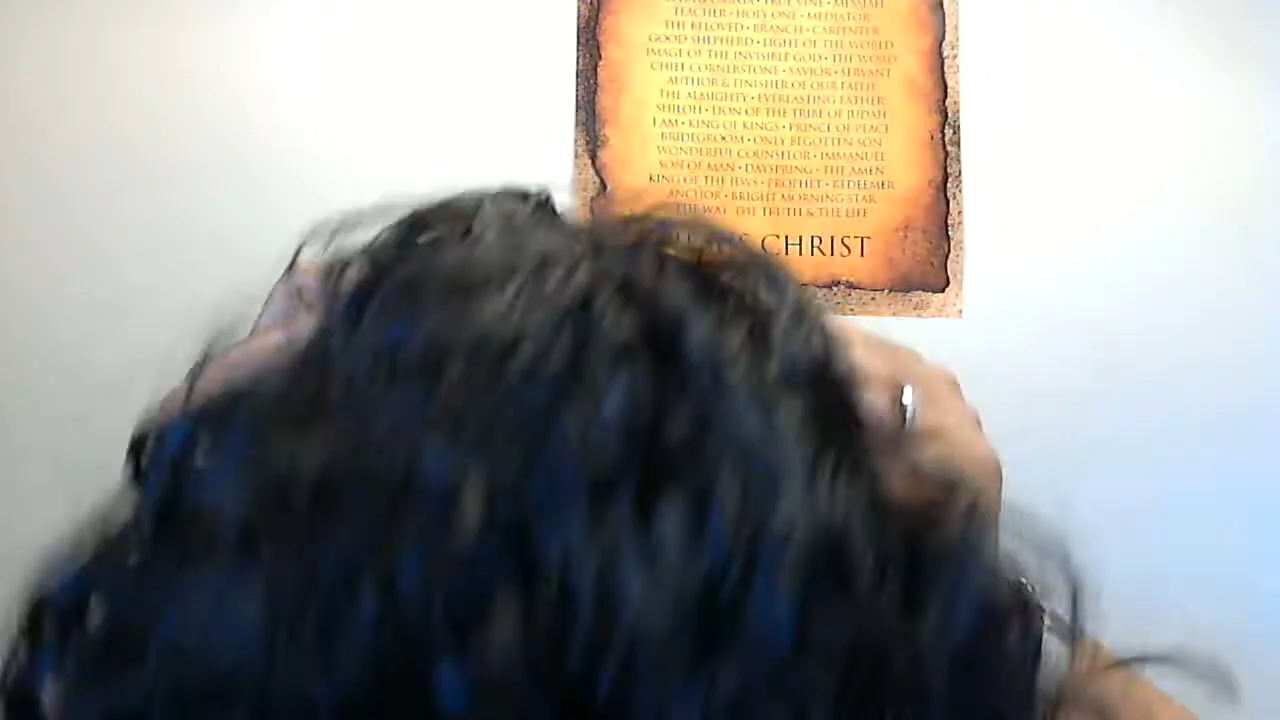 TRUE VINE • MESSIAH
TEACHER • HOLY ONE • MEDIATOR
THE BELOVED • BRANCH • CARPENTER
GOOD SHEPHERD • LIGHT OF THE WORLD
IMAGE OF THE INVISIBLE GOD • THE WORD
CHIEF CORNERSTONE • SAVIOR • SERVANT
AUTHOR & FINISHER OF OUR FAITH
THE ALMIGHTY • EVERLASTING FATHER
SHILOH • LION OF THE TRIBE OF JUDAH
I AM • KING OF KINGS • PRINCE OF PEACE
BRIDEGROOM • ONLY BEGOTTEN SON
WONDERFUL COUNSELOR • IMMANUEL
SON OF MAN • DAYSPRING • THE AMEN
KING OF THE JEWS • PROPHET • REDEEMER
ANCHOR • BRIGHT MORNING STAR
THE WAY THE TRUTH & THE LIFE
CHRIST